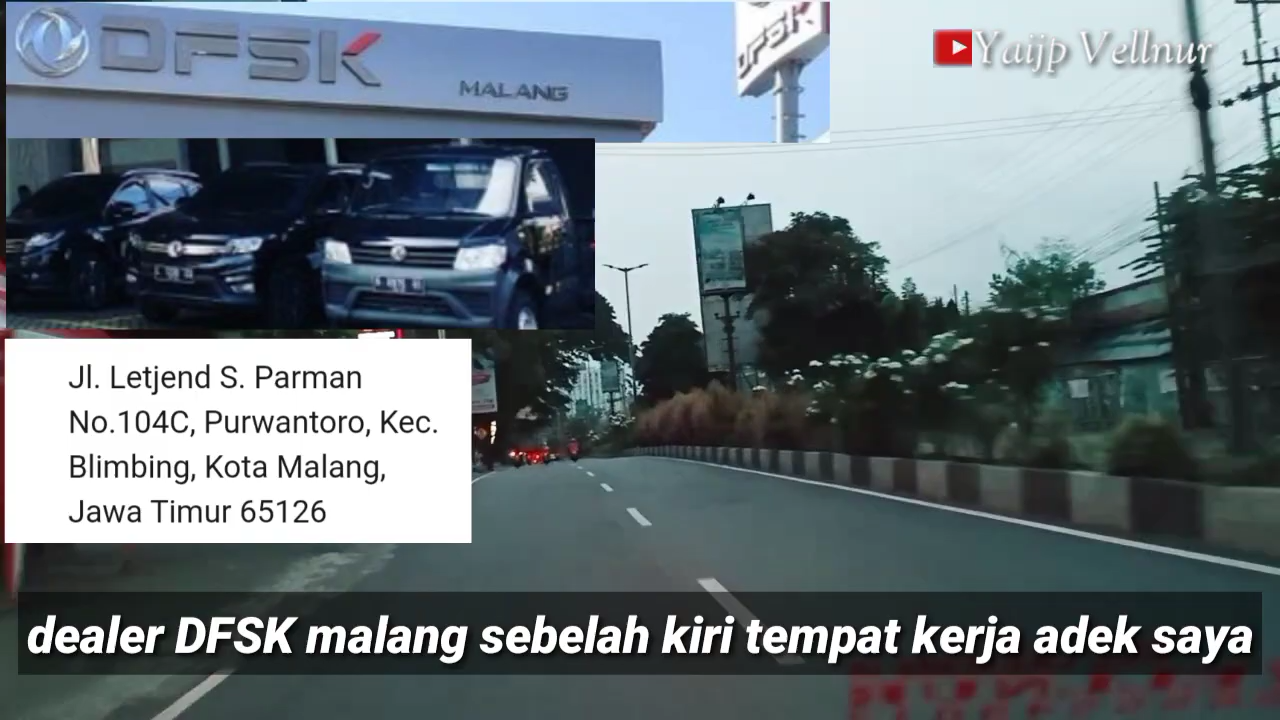 DFSK
MALANG
DFSK
Yaijp Vellnur
Jl. Letjend S. Parman
No.104C, Purwantoro, Kec.
Blimbing, Kota Malang,
Jawa Timur 65126
dealer DFSK malang sebelah kiri tempat kerja adek saya